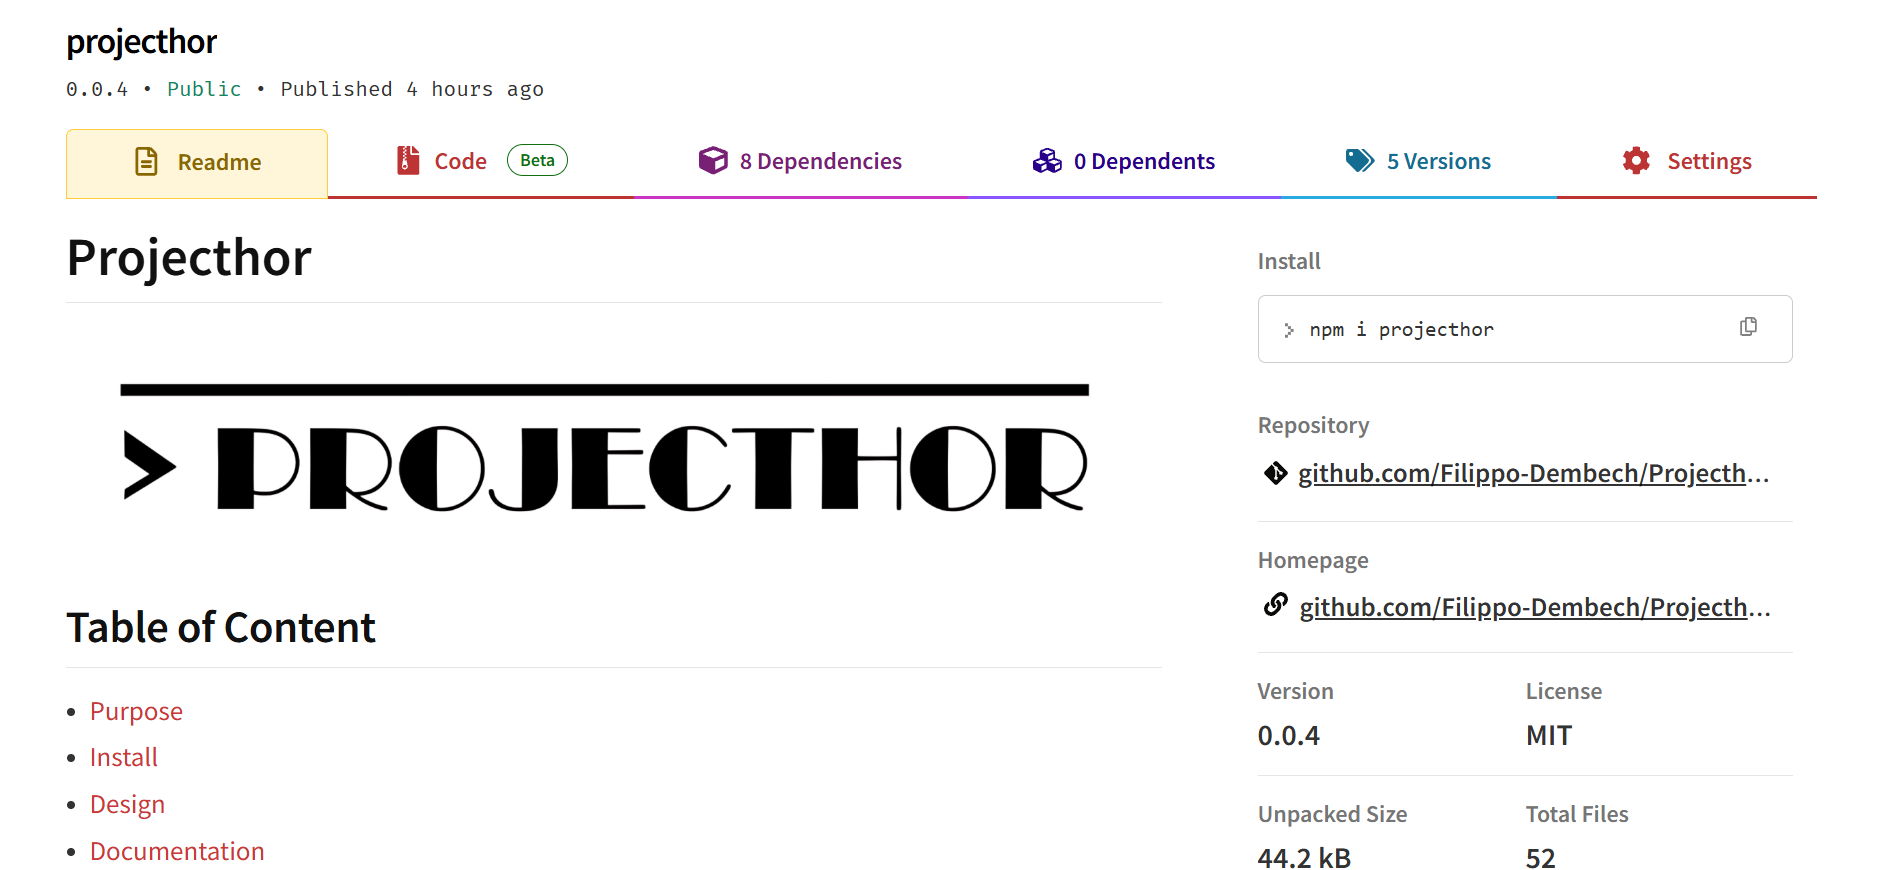 projecthor
0.0.4 • Public • Published 4 hours ago
Readme
Code Beta
8 Dependencies
0 Dependents
5 Versions
Settings
Projecthor
> PROJECTHOR
Table of Content
• Purpose
• Install
• Design
• Documentation
Install
> npm i projecthor
Repository
github.com/Filippo-Dembech/Projecth...
Homepage
github.com/Filippo-Dembech/Projecth...
Version
0.0.4
License
MIT
Unpacked Size
44.2 kB
Total Files
52